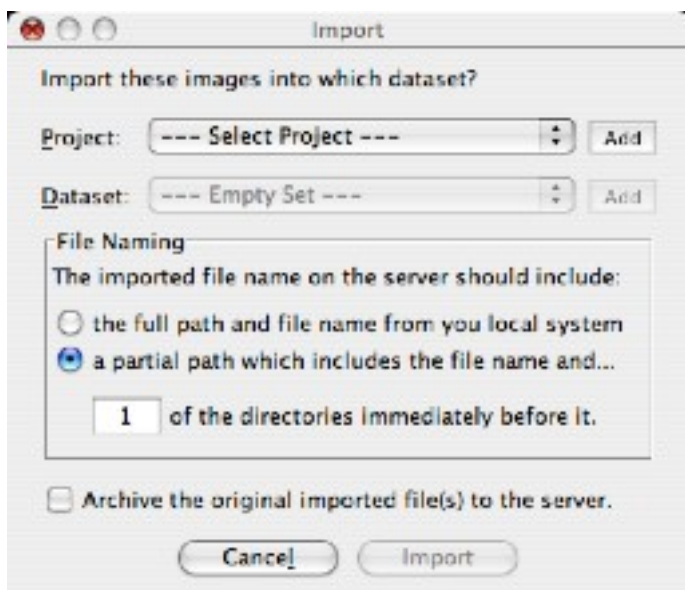 Import
Import these images into which dataset?
Project: --- Select Project --- Add
Dataset: --- Empty Set --- Add
File Naming
The imported file name on the server should include:
the full path and file name from you local system
a partial path which includes the file name and...
1 of the directories immediately before it.
Archive the original imported file(s) to the server.
Cancel Import